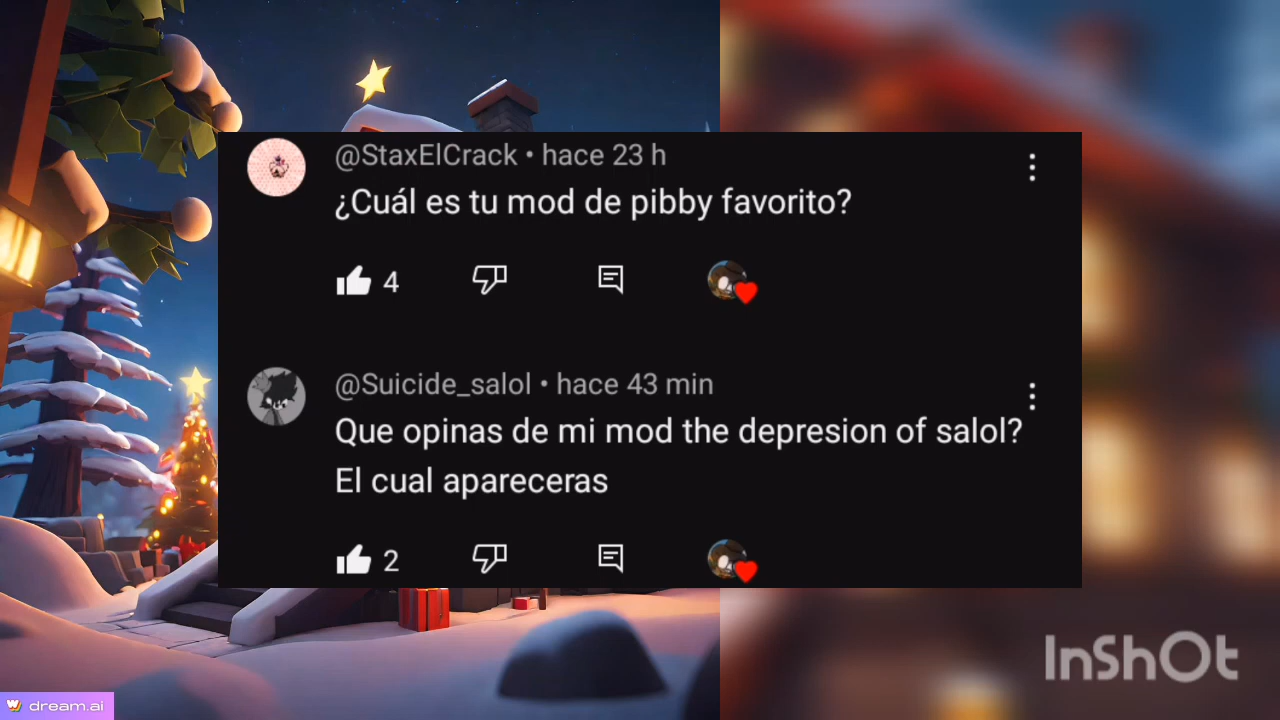 @StaxElCrack • hace 23 h
¿Cuál es tu mod de pibby favorito?
4
@Suicide_salol • hace 43 min
Que opinas de mi mod the depresion of salol?
El cual apareceras
2
InShOt
W dream.ai